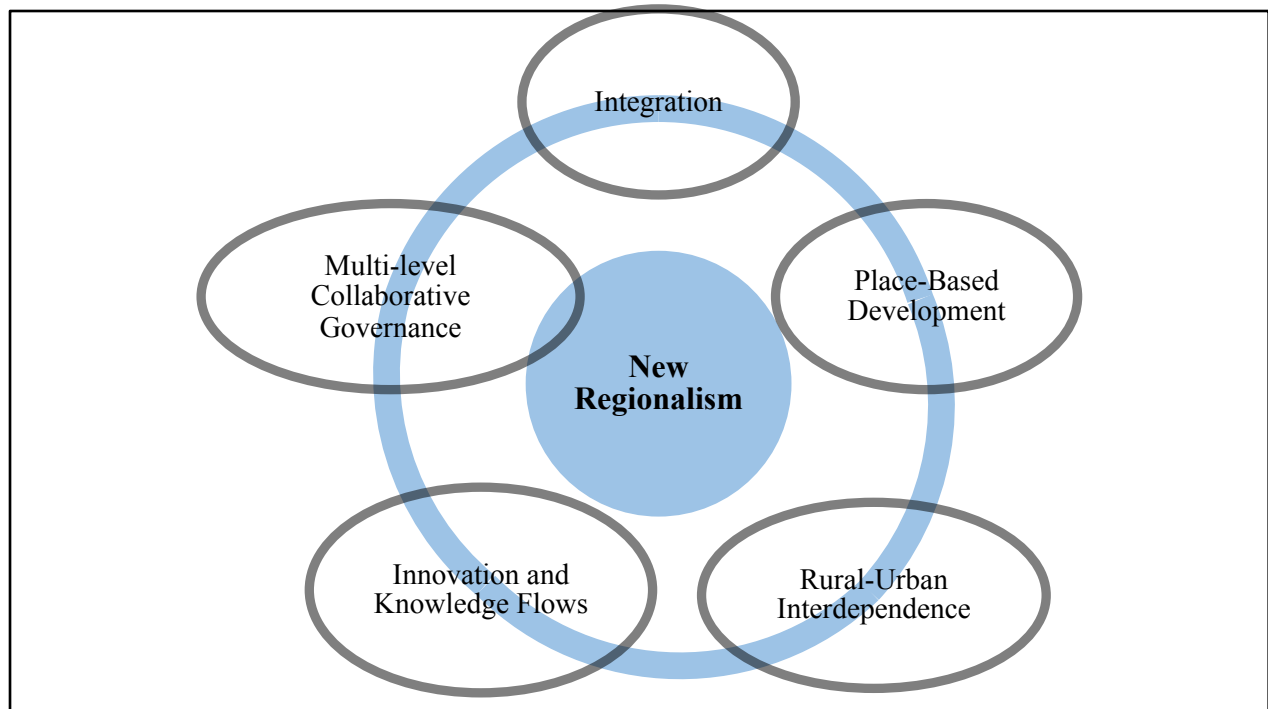 Integration
Multi-level
Collaborative
Governance
Place-Based
Development
New
Regionalism
Innovation and
Knowledge Flows
Rural-Urban
Interdependence